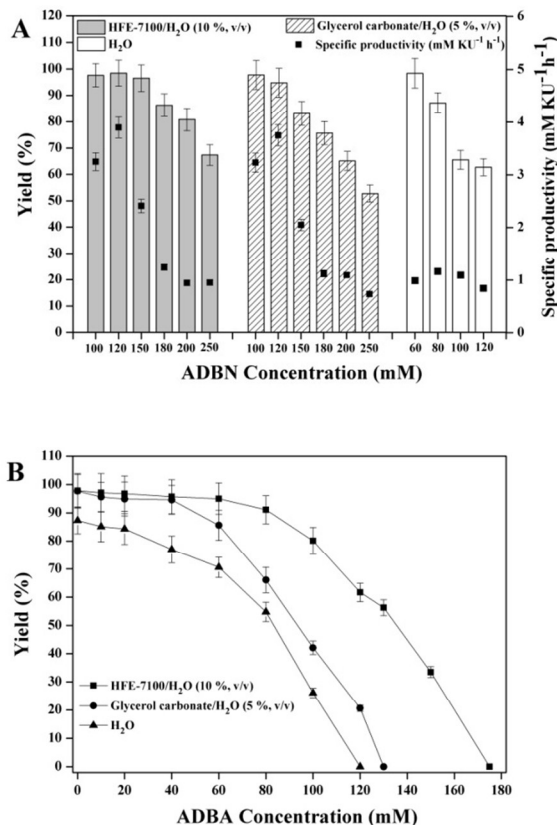 A
HFE-7100/H₂O (10 %, v/v)
H₂O
Glycerol carbonate/H₂O (5 %, v/v)
Specific productivity (mM KU⁻¹ h⁻¹)
120
110
100
90
80
70
60
50
40
30
20
10
0
Yield (%)
6
5
4
3
2
1
0
Specific productivity (mM KU⁻¹h⁻¹)
100 120 150 180 200 250 100 120 150 180 200 250 60 80 100 120
ADBN Concentration (mM)
B
110
100
90
80
70
60
50
40
30
20
10
0
Yield (%)
HFE-7100/H₂O (10 %, v/v)
Glycerol carbonate/H₂O (5 %, v/v)
H₂O
0 20 40 60 80 100 120 140 160 180
ADBA Concentration (mM)